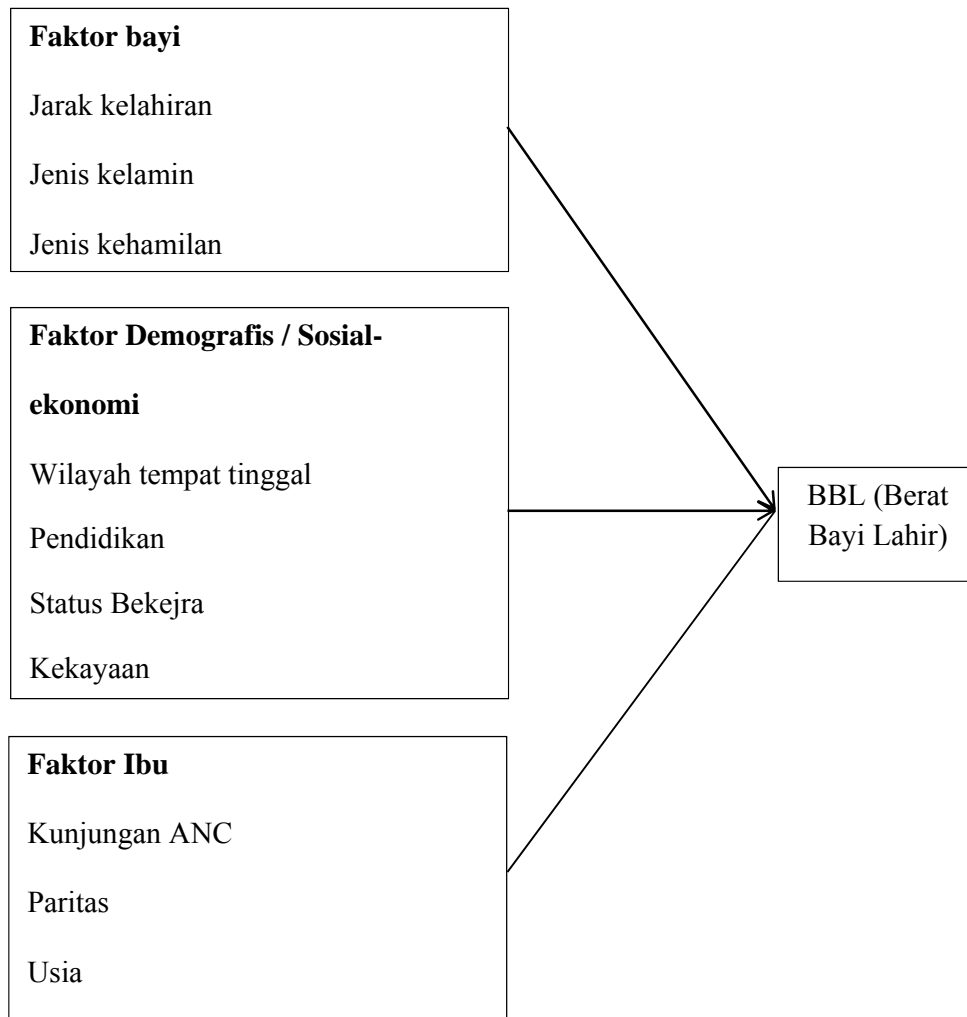 Faktor bayi
Jarak kelahiran
Jenis kelamin
Jenis kehamilan
Faktor Demografis / Sosial-
ekonomi
Wilayah tempat tinggal
Pendidikan
Status Bekejra
Kekayaan
Faktor Ibu
Kunjungan ANC
Paritas
Usia
BBL (Berat
Bayi Lahir)